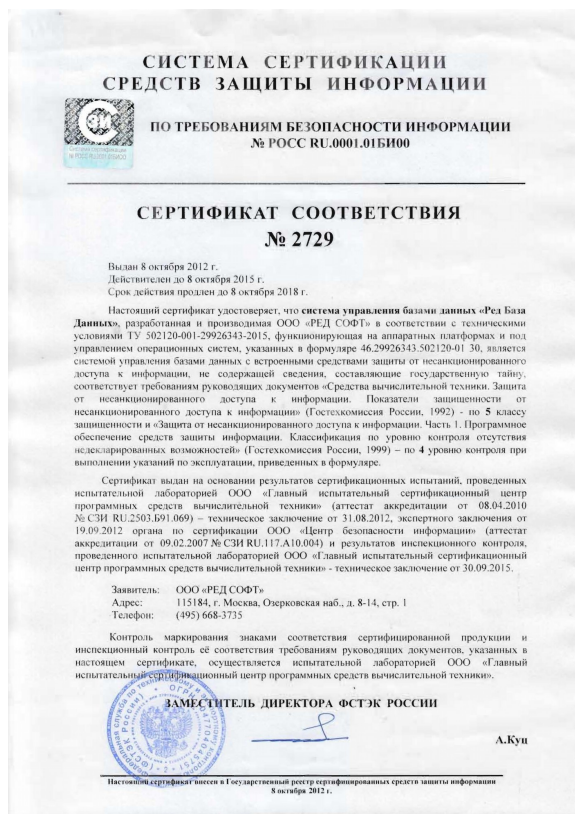 СИСТЕМА СЕРТИФИКАЦИИ
СРЕДСТВ ЗАЩИТЫ ИНФОРМАЦИИ
СЗИ
№ РОСС RU.0001.01БИ00
ПО ТРЕБОВАНИЯМ БЕЗОПАСНОСТИ ИНФОРМАЦИИ
№ РОСС RU.0001.01БИ00
СЕРТИФИКАТ СООТВЕТСТВИЯ
№ 2729
Выдан 8 октября 2012 г.
Действителен до 8 октября 2015 г.
Срок действия продлен до 8 октября 2018 г.
Настоящий сертификат удостоверяет, что система управления базами данных «Ред База
Данных», разработанная и производимая ООО «РЕД СОФТ» в соответствии с техническими
условиями ТУ 502120-001-29926343-2015, функционирующая на аппаратных платформах и под
управлением операционных систем, указанных в формуляре 46.29926343.502120-01 30, является
системой управления базами данных с встроенными средствами защиты от несанкционированного
доступа к информации, не содержащей сведения, составляющие государственную тайну,
соответствует требованиям руководящих документов «Средства вычислительной техники. Защита
от несанкционированного доступа к информации. Показатели защищенности от
несанкционированного доступа к информации» (Гостехкомиссия России, 1992) - по 5 классу
защищенности и «Защита от несанкционированного доступа к информации. Часть 1. Программное
обеспечение средств защиты информации. Классификация по уровню контроля отсутствия
недекларированных возможностей» (Гостехкомиссия России, 1999) – по 4 уровню контроля при
выполнении указаний по эксплуатации, приведенных в формуляре.
Сертификат выдан на основании результатов сертификационных испытаний, проведенных
испытательной лабораторией ООО «Главный испытательный сертификационный центр
программных средств вычислительной техники» (аттестат аккредитации от 08.04.2010
№ СЗИ RU.2503.Б91.069) – техническое заключение от 31.08.2012, экспертного заключения от
19.09.2012 органа по сертификации ООО «Центр безопасности информации» (аттестат
аккредитации от 09.02.2007 № СЗИ RU.117.А10.004) и результатов инспекционного контроля,
проведенного испытательной лабораторией ООО «Главный испытательный сертификационный
центр программных средств вычислительной техники» - техническое заключение от 30.09.2015.
Заявитель: ООО «РЕД СОФТ»
Адрес: 115184, г. Москва, Озерковская наб., д. 8-14, стр. 1
Телефон: (495) 668-3735
Контроль маркирования знаками соответствия сертифицированной продукции и
инспекционный контроль её соответствия требованиям руководящих документов, указанных в
настоящем сертификате, осуществляется испытательной лабораторией ООО «Главный
испытательный сертификационный центр программных средств вычислительной техники».
ЗАМЕСТИТЕЛЬ ДИРЕКТОРА ФСТЭК РОССИИ
А.Куц
Настоящий сертификат внесен в Государственный реестр сертифицированных средств защиты информации
8 октября 2012 г.